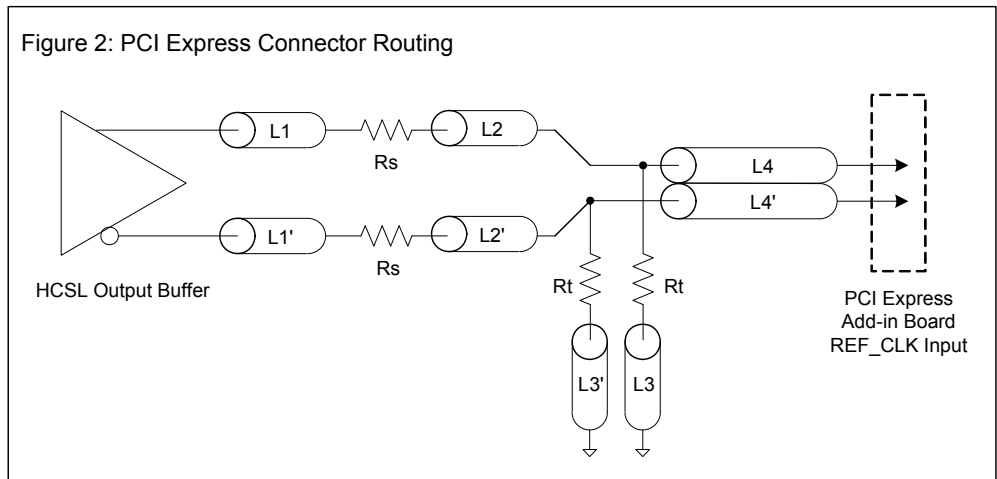 Figure 2: PCI Express Connector Routing
L1
Rs
L2
L4
L4'
L1'
Rs
L2'
HCSL Output Buffer
Rt
Rt
L3'
L3
PCI Express
Add-in Board
REF_CLK Input